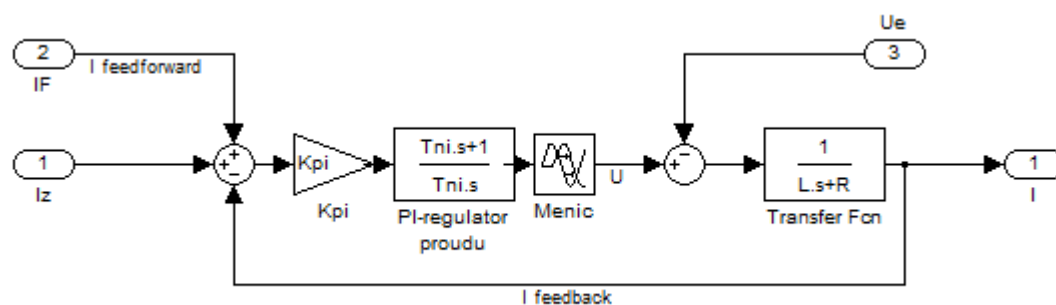 Ue
2
3
I feedforward
IF
+
+
−
1
Iz
Kpi
Kpi
Tni.s+1
Tni.s
PI-regulator
proudu
Menic
U
−
+
1
L.s+R
Transfer Fcn
1
I
I feedback